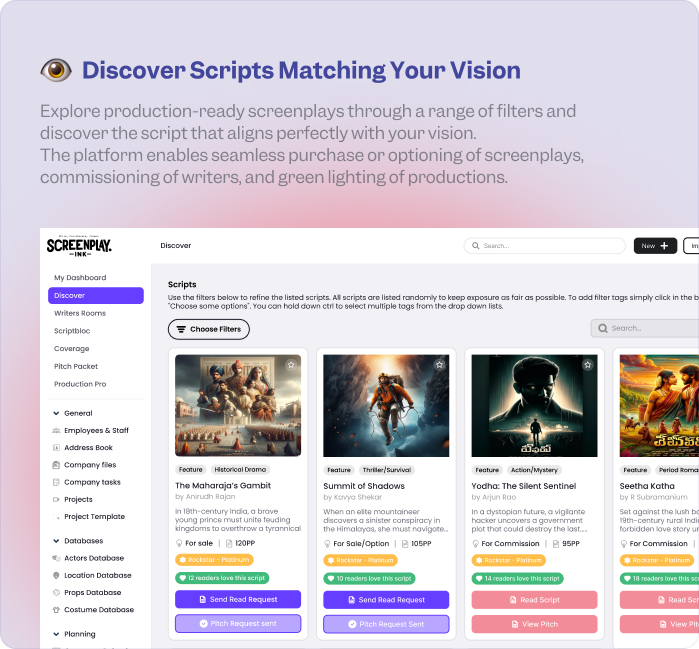 Discover Scripts Matching Your Vision
Explore production-ready screenplays through a range of filters and
discover the script that aligns perfectly with your vision.
The platform enables seamless purchase or optioning of screenplays,
commissioning of writers, and green lighting of productions.
SCREENPLAY.
INK
Discover
Search...
New
My Dashboard
Discover
Writers Rooms
Scriptbloc
Coverage
Pitch Packet
Production Pro
General
Employees & Staff
Address Book
Company files
Company tasks
Projects
Project Template
Databases
Actors Database
Location Database
Props Database
Costume Database
Planning
Scripts
Use the filters below to refine the listed scripts. All scripts are listed randomly to keep exposure as fair as possible. To add filter tags simply click in the b
"Choose some options". You can hold down ctrl to select multiple tags from the drop down lists.
Choose Filters
Search...
Feature
Historical Drama
The Maharaja's Gambit
by Anirudh Rajan
In 18th-century India, a brave
young prince must unite feuding
kingdoms to overthrow a tyrannical
For sale | 120PP
Rockstar - Platinum
12 readers love this script
Send Read Request
Pitch Request sent
Feature
Thriller/Survival
Summit of Shadows
by Kavya Shekar
When an elite mountaineer
discovers a sinister conspiracy in
the Himalayas, she must navigate...
For Sale/Option | 105PP
Rockstar - Platinum
10 readers love this script
Send Read Request
Pitch Request Sent
Feature
Action/Mystery
Yodha: The Silent Sentinel
by Arjun Rao
In a dystopian future, a vigilante
hacker uncovers a government
plot that could destroy the last....
For Commission | 95PP
Rockstar - Platinum
14 readers love this script
Read Script
View Pitch
Feature
Period Roma
Seetha Katha
by R Subramonium
Set against the lush ba
19th-century rural Indi
forbidden love story un
For Commission |
Rockstar - Platinum
18 readers love this sc
Read Sc
View Pit